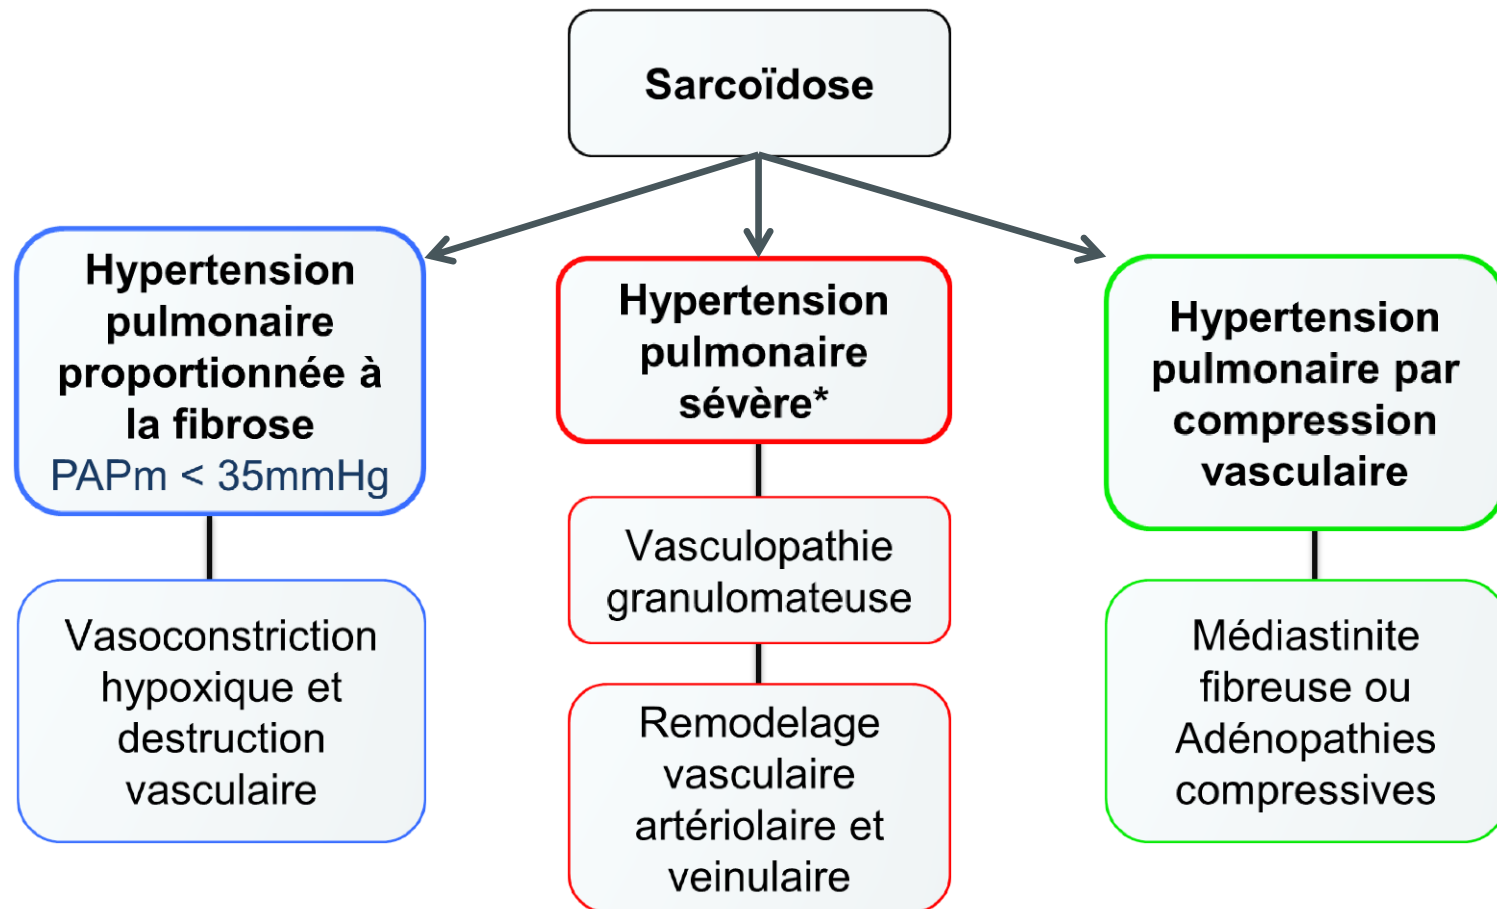 Sarcoïdose
Hypertension
pulmonaire
proportionnée à
la fibrose
PAPm < 35mmHg
Vasoconstriction
hypoxique et
destruction
vasculaire
Hypertension
pulmonaire
sévère*
Vasculopathie
granulomateuse
Remodelage
vasculaire
artériolaire et
veinulaire
Hypertension
pulmonaire par
compression
vasculaire
Médiastinite
fibreuse ou
Adénopathies
compressives